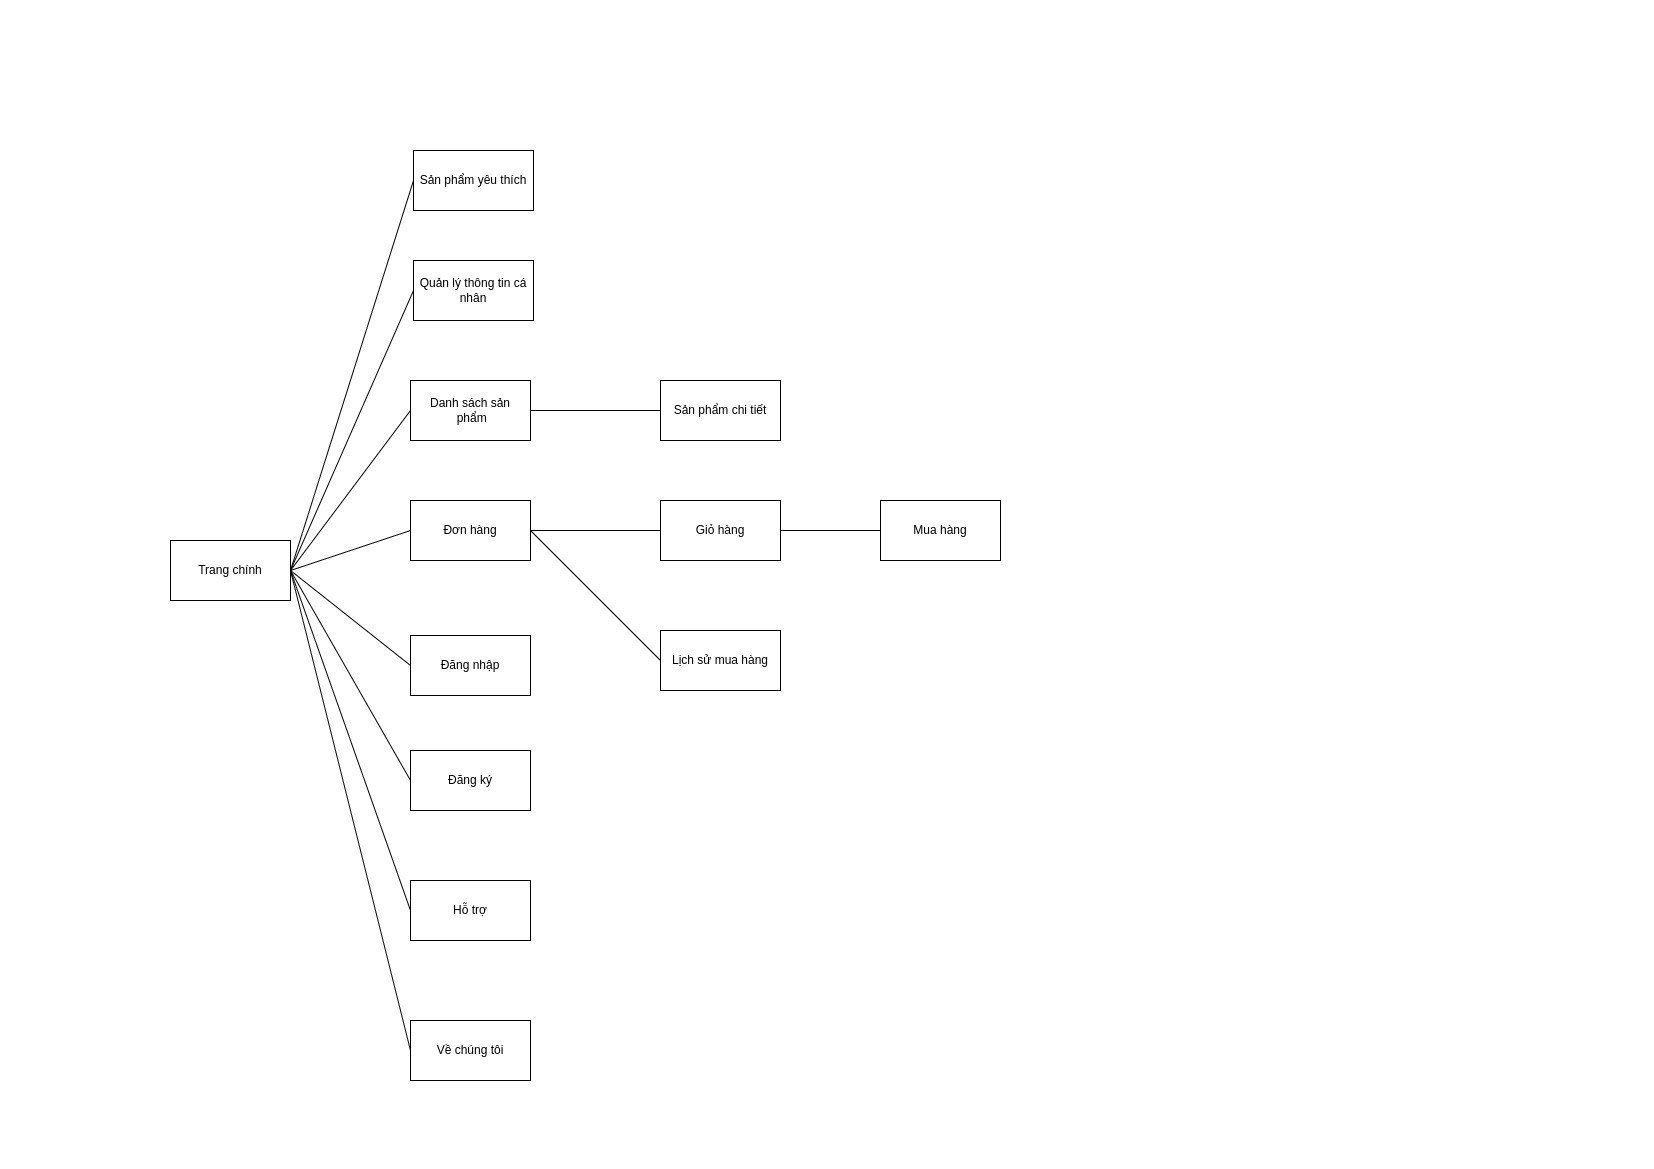 Sản phẩm yêu thích
Quản lý thông tin cá
nhân
Danh sách sản
phẩm
Sản phẩm chi tiết
Đơn hàng
Giỏ hàng
Mua hàng
Trang chính
Đăng nhập
Lịch sử mua hàng
Đăng ký
Hỗ trợ
Về chúng tôi